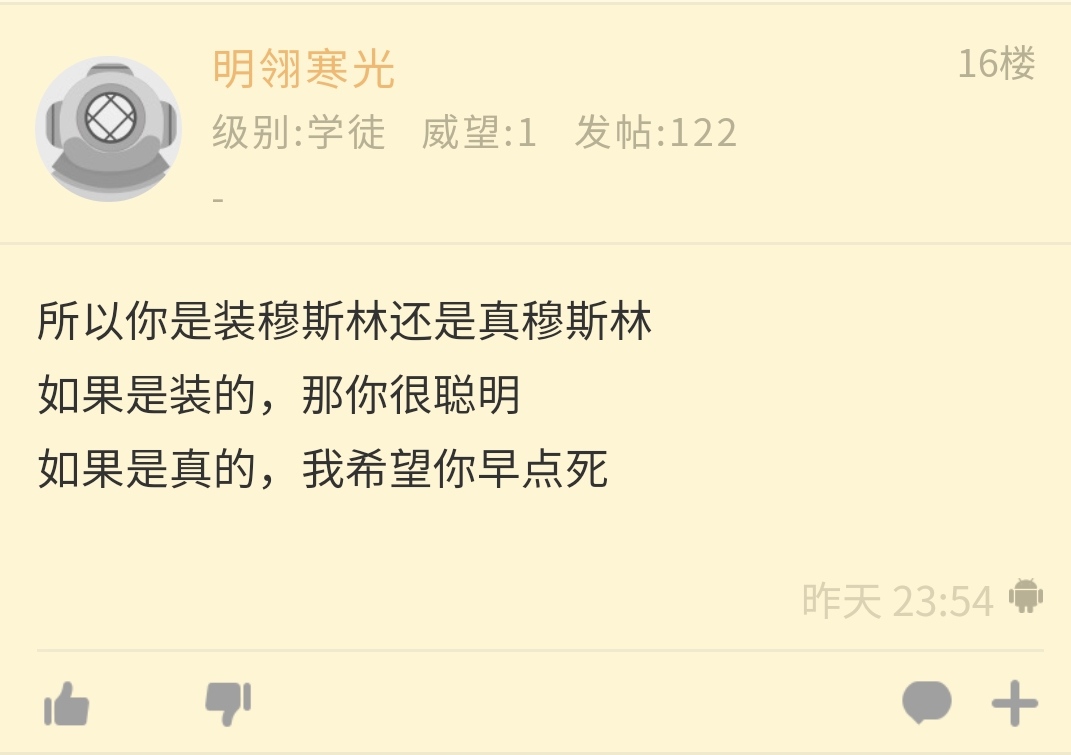 明翎寒光
16楼
级别:学徒 威望:1 发帖:122
-
所以你是装穆斯林还是真穆斯林
如果是装的，那你很聪明
如果是真的，我希望你早点死
昨天 23:54